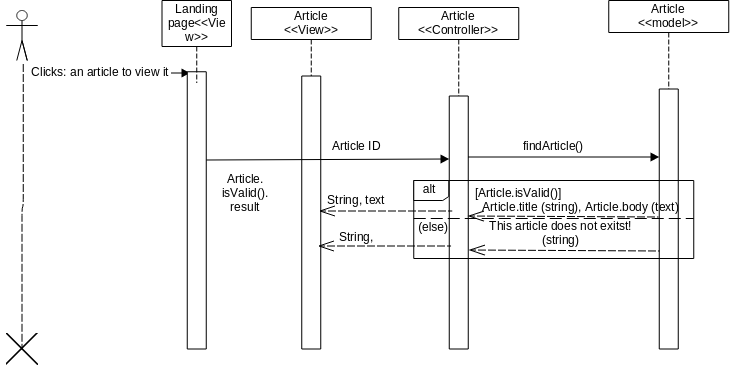 Landing
page<<Vie
w>>
Article
<<View>>
Article
<<Controller>>
Article
<<model>>
Clicks: an article to view it
Article ID
findArticle()
Article.
isValid().
result
alt
[Article.isValid()]
String, text
Article.title (string), Article.body (text)
(else)
This article does not exitst!
(string)
String,